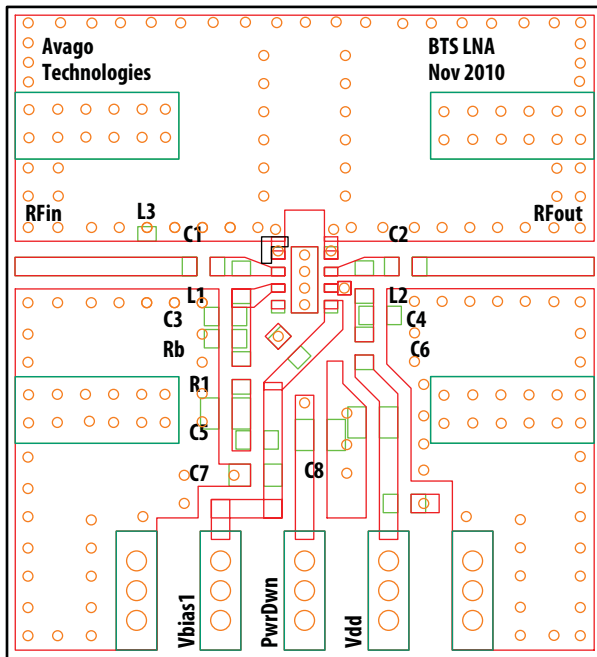 Avago
Technologies
BTS LNA
Nov 2010
RFin
L3
RFout
C1
C2
L1
L2
C3
C4
Rb
C6
R1
C5
C7
C8
Vbias1
PwrDwn
Vdd